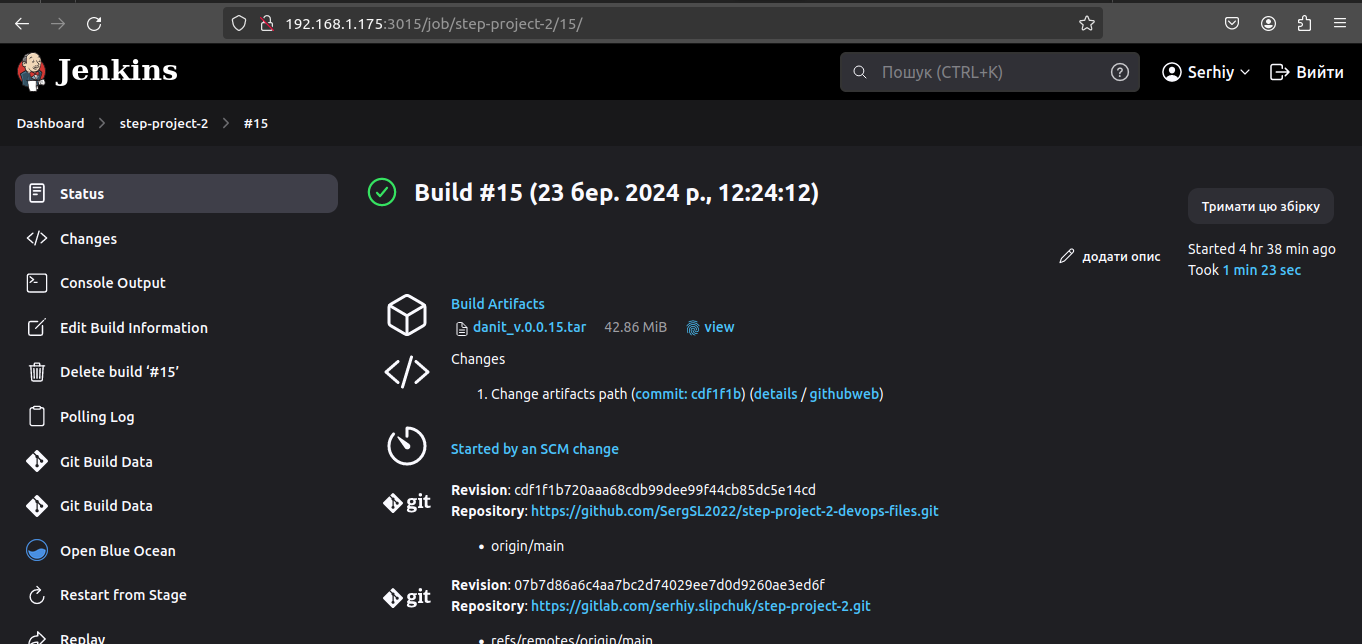 192.168.1.175:3015/job/step-project-2/15/
Jenkins
Пошук (CTRL+K)
Serhiy
Вийти
Dashboard
step-project-2
#15
Status
Changes
Console Output
Edit Build Information
Delete build ‘#15’
Polling Log
Git Build Data
Git Build Data
Open Blue Ocean
Restart from Stage
Replay
Build #15 (23 бер. 2024 р., 12:24:12)
Тримати цю збірку
додати опис
Started 4 hr 38 min ago
Took 1 min 23 sec
Build Artifacts
danit_v.0.0.15.tar 42.86 MiB view
Changes
1. Change artifacts path (commit: cdf1f1b) (details / githubweb)
Started by an SCM change
git
Revision: cdf1f1b720aaa68cdb99dee99f44cb85dc5e14cd
Repository: https://github.com/SergSL2022/step-project-2-devops-files.git
• origin/main
git
Revision: 07b7d86a6c4aa7bc2d74029ee7d0d9260ae3ed6f
Repository: https://gitlab.com/serhiy.slipchuk/step-project-2.git
• refs/remotes/origin/main